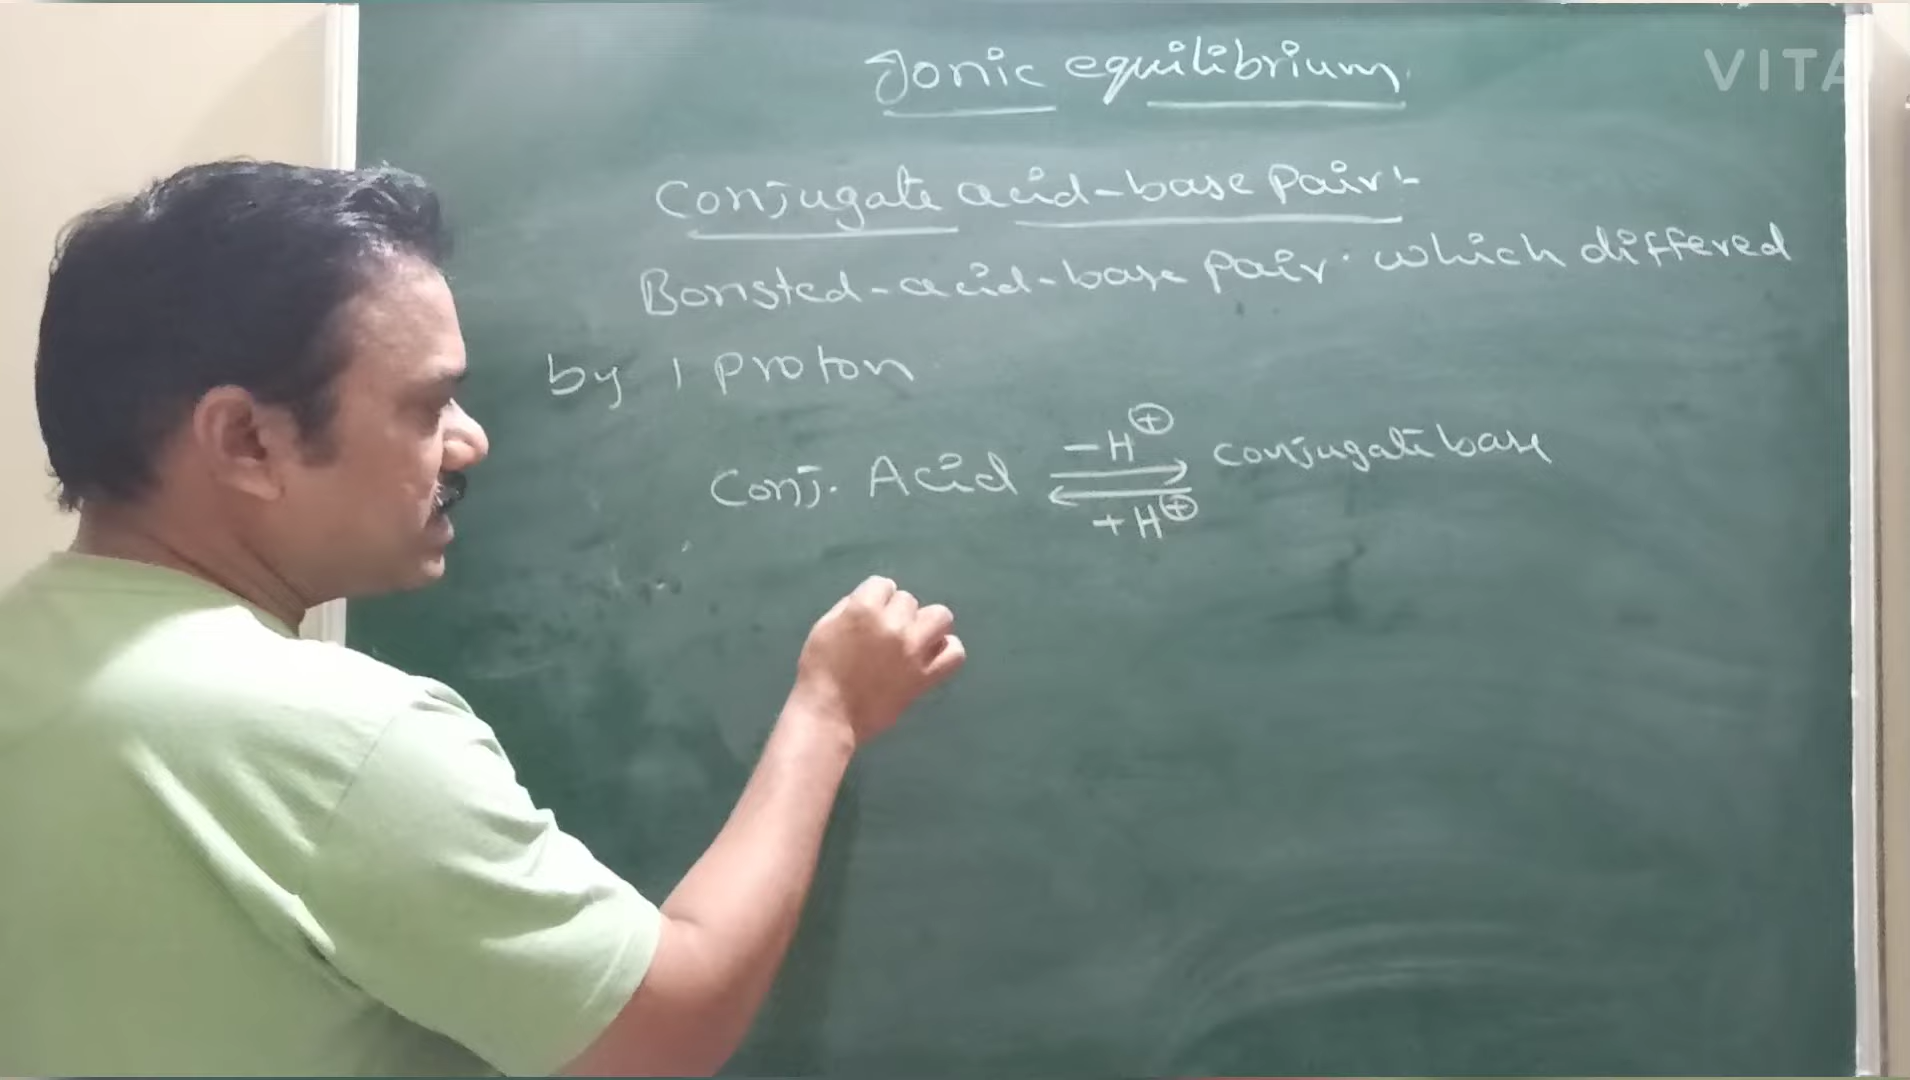 Ionic equilibrium.
VITA
Conjugate acid-base pair:-
Bonsted-acid-base pair. which differed
by 1 proton
Conj. Acid ⇌ conjugate base
-H⊕
+H⊕